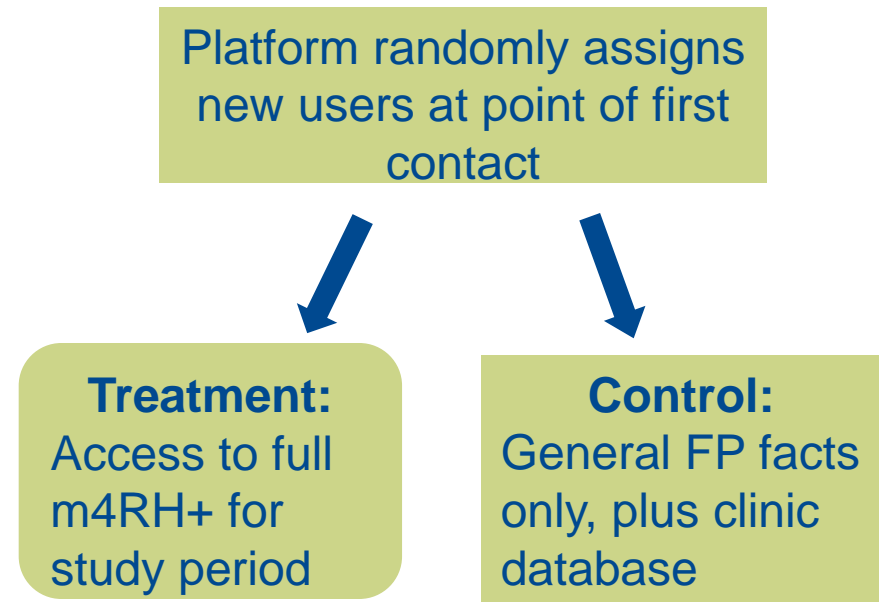 Platform randomly assigns
new users at point of first
contact
Treatment:
Access to full
m4RH+ for
study period
Control:
General FP facts
only, plus clinic
database